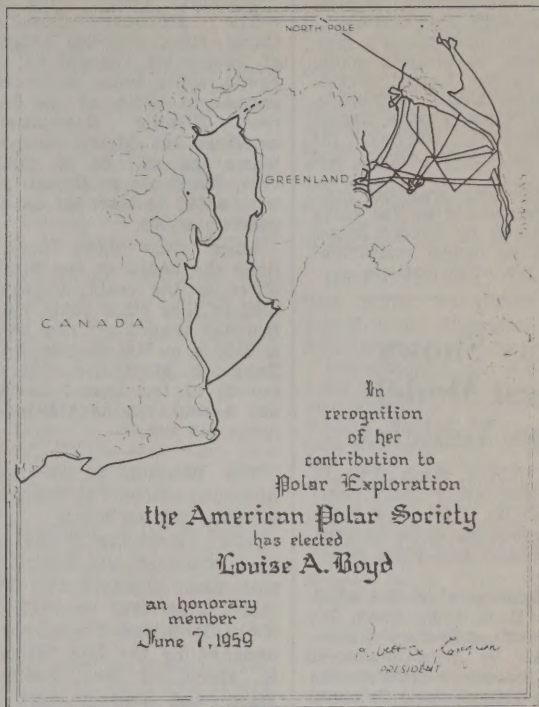 NORTH POLE
GREENLAND
CANADA
In
recognition
of her
contribution to
Polar Exploration
the American Polar Society
has elected
Louise A. Boyd
an honorary
member
June 7, 1959
PRESIDENT